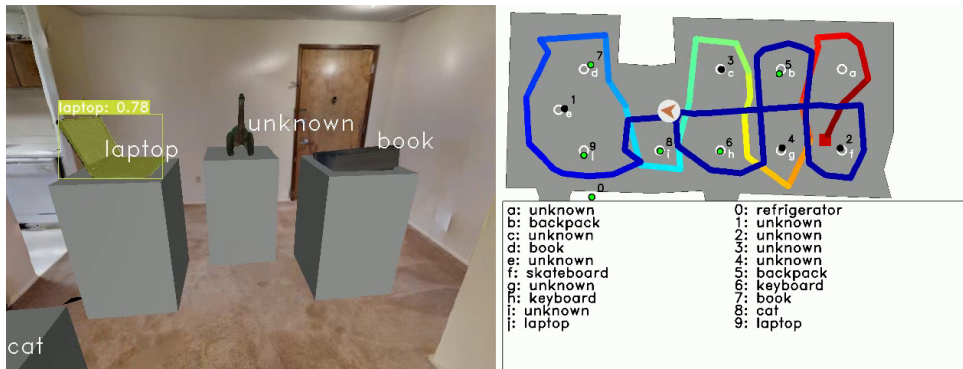 laptop: 0.78
unknown
laptop
book
cat
7
d
3
c
5
b
a
1
e
9
j
8
i
6
h
4
g
2
f
0
a: unknown
b: backpack
c: unknown
d: book
e: unknown
f: skateboard
g: unknown
h: keyboard
i: unknown
j: laptop
0: refrigerator
1: unknown
2: unknown
3: unknown
4: unknown
5: backpack
6: keyboard
7: book
8: cat
9: laptop